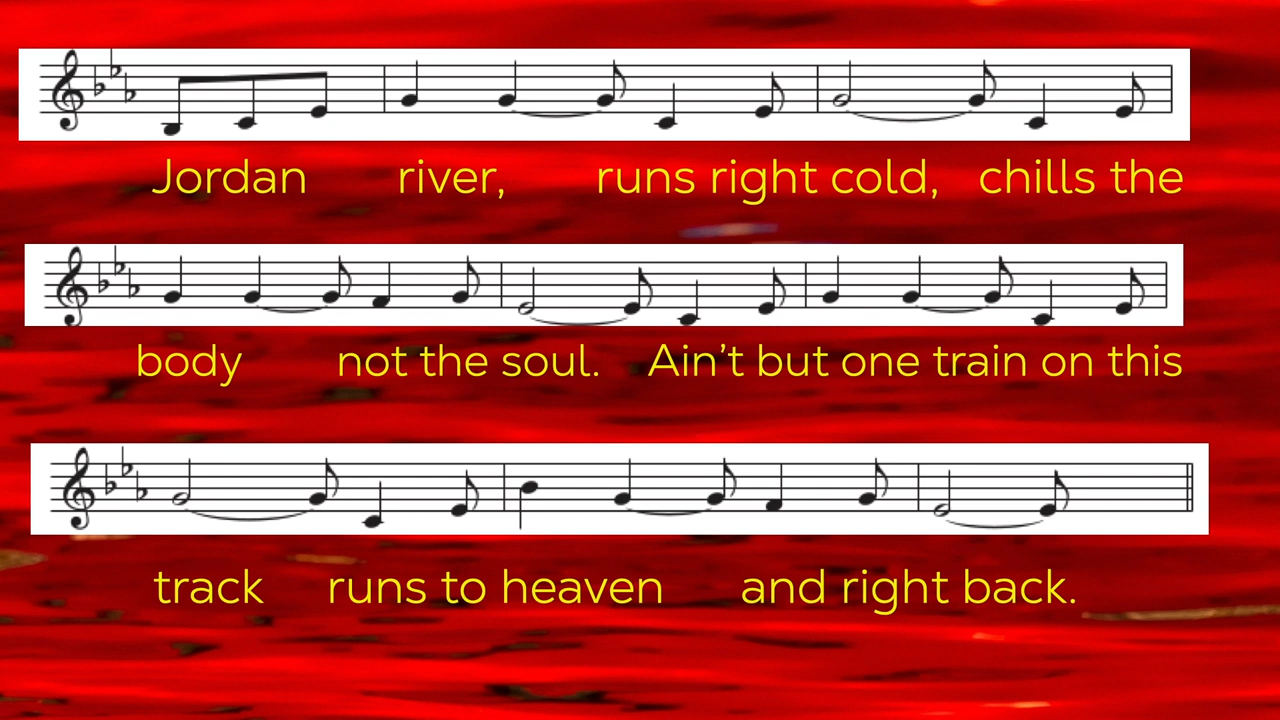 Jordan river, runs right cold, chills the
body not the soul. Ain't but one train on this
track runs to heaven and right back.